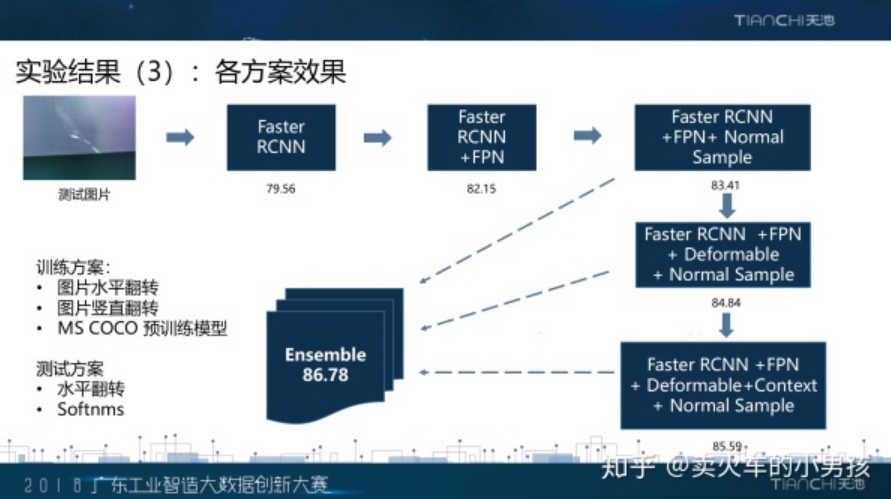 TIANCHI天池
实验结果（3）：各方案效果
测试图片
Faster
RCNN
79.56
Faster
RCNN
+FPN
82.15
Faster RCNN
+FPN+ Normal
Sample
83.41
Faster RCNN +FPN
+ Deformable
+ Normal Sample
84.84
Faster RCNN +FPN
+ Deformable+Context
+ Normal Sample
85.59
Ensemble
86.78
训练方案：
• 图片水平翻转
• 图片竖直翻转
• MS COCO 预训练模型
测试方案
• 水平翻转
• Softnms
知乎 @卖火车的小男孩
2018广东工业智造大数据创新大赛
TIANCHI天池